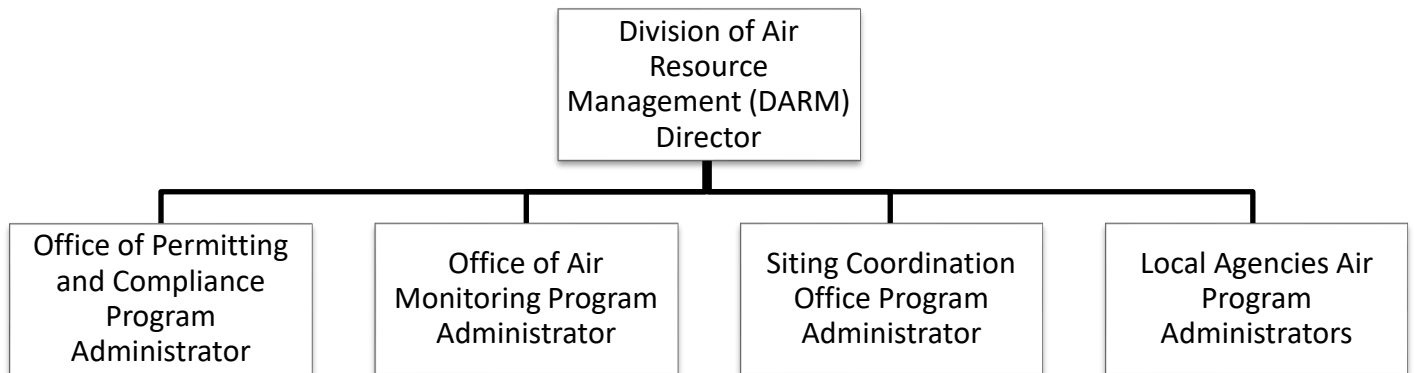 Division of Air
Resource
Management (DARM)
Director
Office of Permitting
and Compliance
Program
Administrator
Office of Air
Monitoring Program
Administrator
Siting Coordination
Office Program
Administrator
Local Agencies Air
Program
Administrators